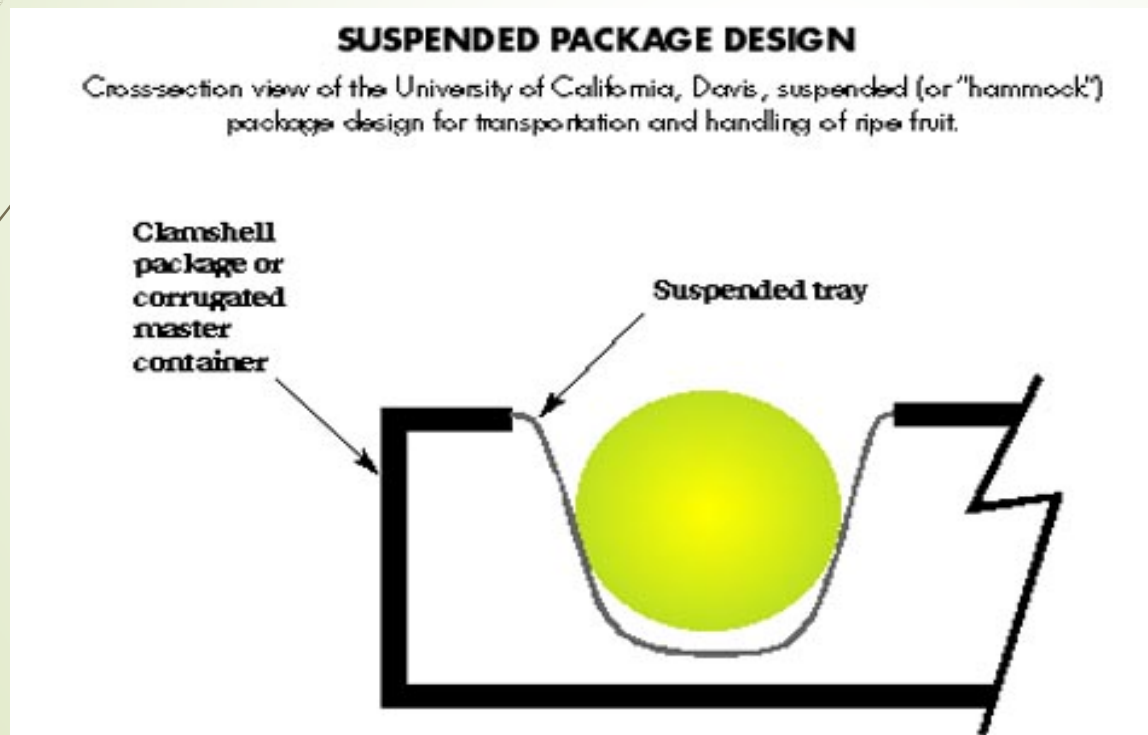 SUSPENDED PACKAGE DESIGN
Cross-section view of the University of California, Davis, suspended (or "hammock")
package design for transportation and handling of ripe fruit.
Clamshell
package or
corrugated
master
container
Suspended tray